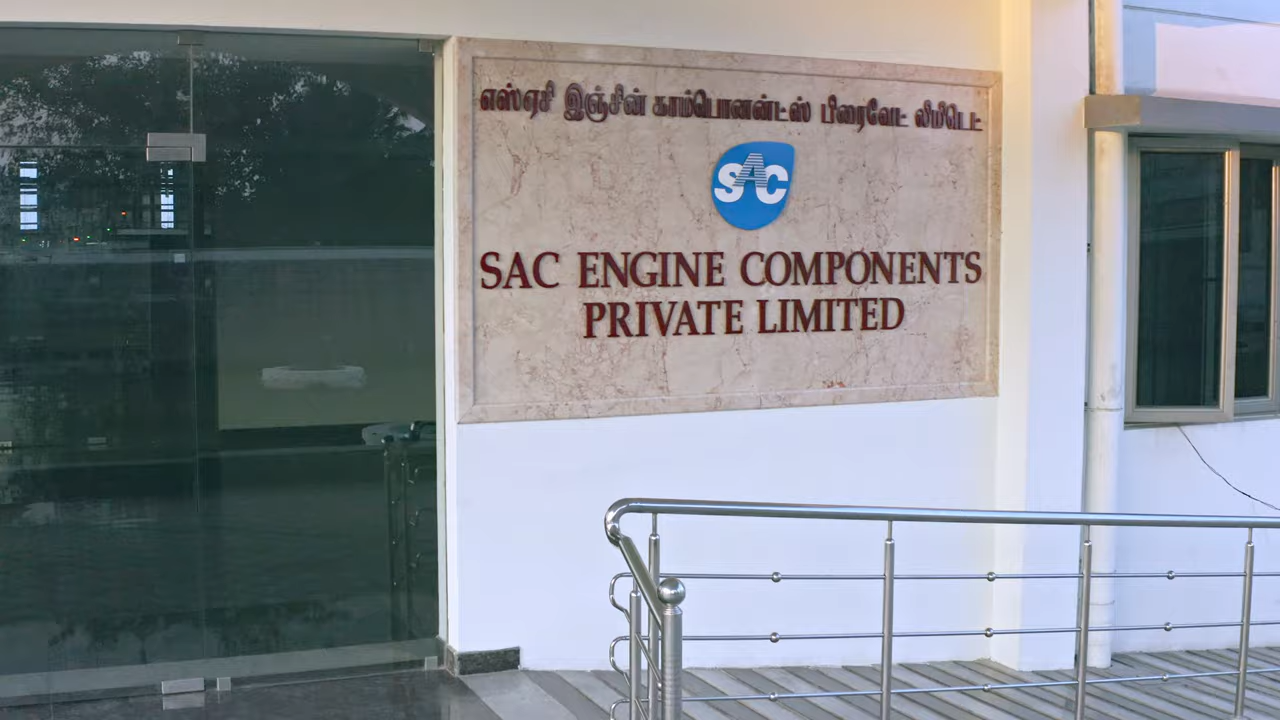 எஸ்ஏசி இஞ்சின் காம்பொனன்ட்ஸ் பிரைவேட் லிமிடெட்
SAC
SAC ENGINE COMPONENTS
PRIVATE LIMITED